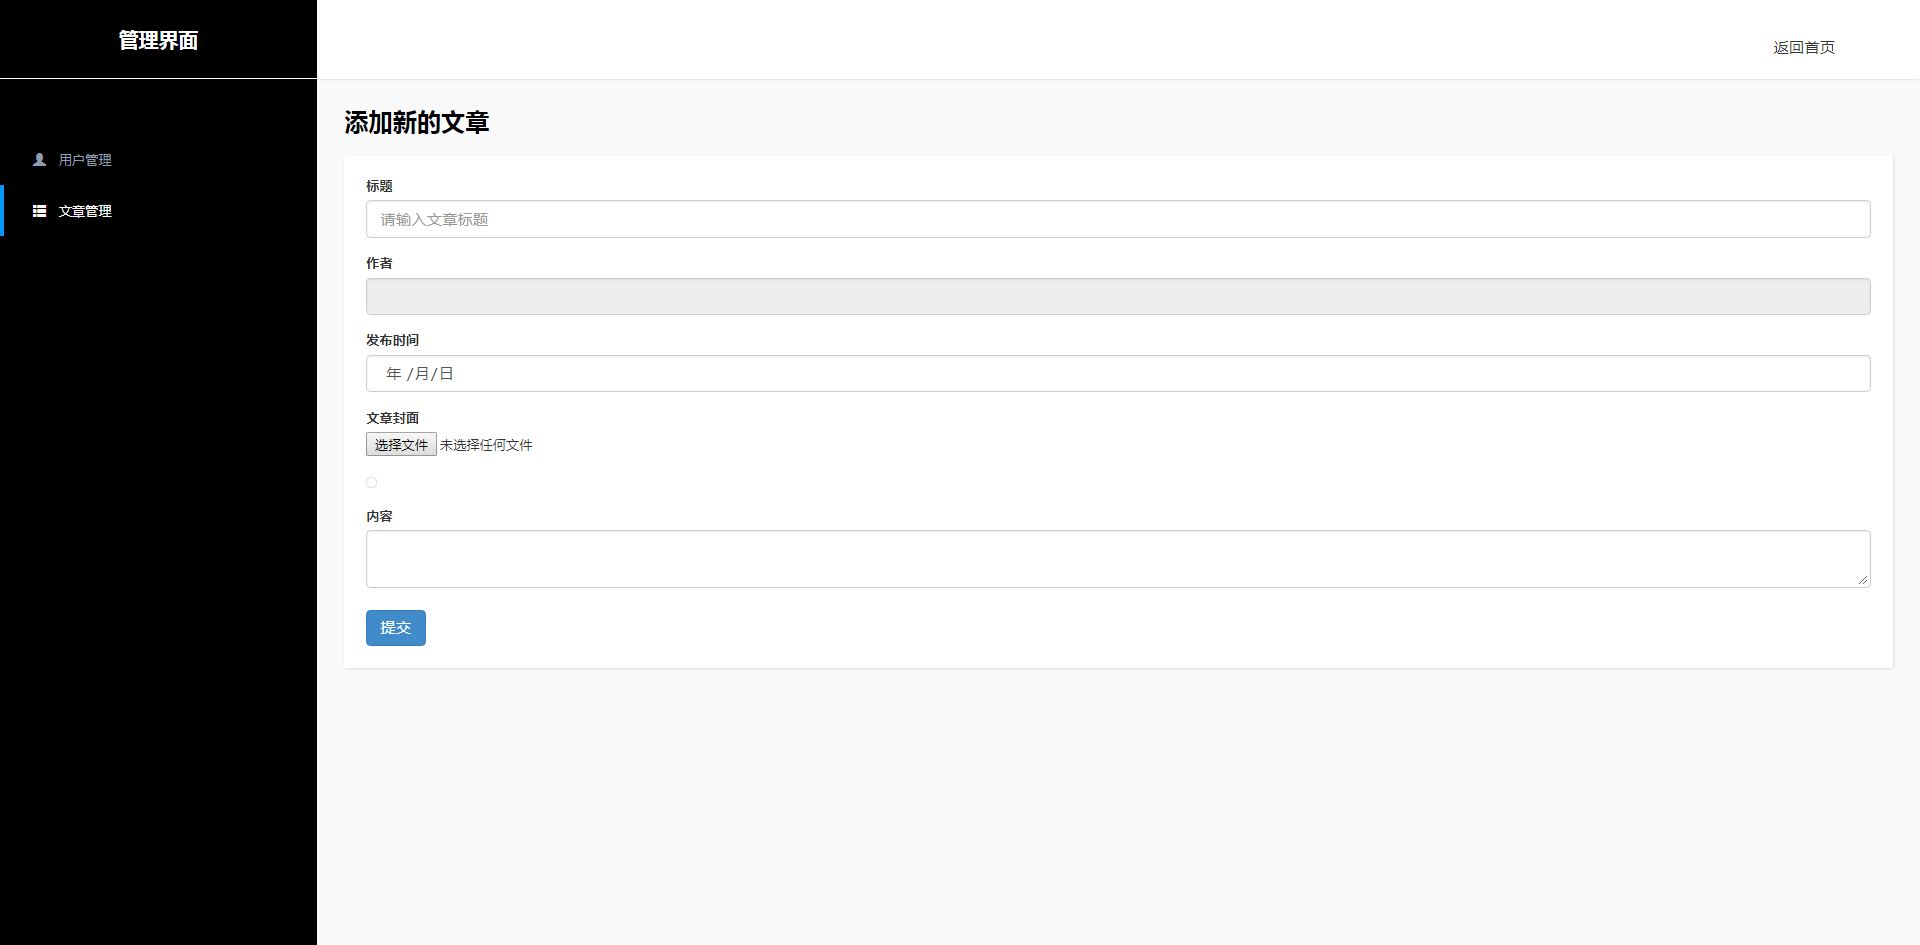 管理界面
返回首页
用户管理
文章管理
添加新的文章
标题
请输入文章标题
作者
发布时间
年 /月/日
文章封面
选择文件 未选择任何文件
内容
提交